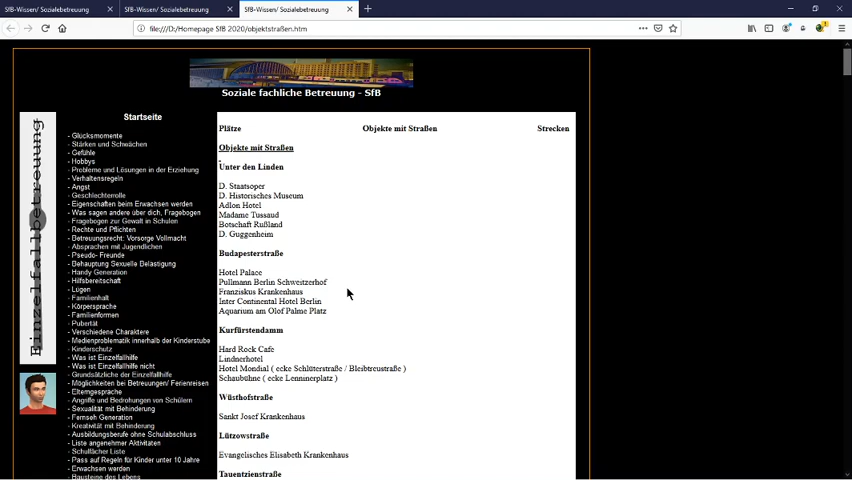 SfB-Wissen/ Sozialebetreuung
SfB-Wissen/ Sozialebetreuung
SfB-Wissen/ Sozialebetreuung
file:///D:/Homepage SfB 2020/objektstraßen.htm
Soziale fachliche Betreuung - SfB
Einzelfallbetreuung
Startseite
- Glücksmomente
- Stärken und Schwächen
- Gefühle
- Hobbys
- Probleme und Lösungen in der Erziehung
- Verhaltensregeln
- Angst
- Geschlechterrolle
- Eigenschaften beim Erwachsen werden
- Was sagen andere über dich, Fragebogen
- Fragebogen zur Gewalt in Schulen
- Rechte und Pflichten
- Betreuungsrecht: Vorsorge Vollmacht
- Absprachen mit Jugendlichen
- Pseudo- Freunde
- Behauptung Sexuelle Belästigung
- Handy Generation
- Hilfsbereitschaft
- Lügen
- Familienhalt
- Körpersprache
- Familienformen
- Pubertät
- Verschiedene Charaktere
- Medienproblematik innerhalb der Kinderstube
- Kinderschutz
- Was ist Einzelfallhilfe
- Was ist Einzelfallhilfe nicht
- Grundsätzliche der Einzelfallhilfe
- Möglichkeiten bei Betreuungen/ Ferienreisen
- Elterngespräche
- Angriffe und Bedrohungen von Schülern
- Sexualität mit Behinderung
- Fernseh Generation
- Kreativität mit Behinderung
- Ausbildungsberufe ohne Schulabschluss
- Liste angenehmer Aktivitäten
- Schulfächer Liste
- Pass auf Regeln für Kinder unter 10 Jahre
- Erwachsen werden
- Bausteine des Lebens
Plätze Objekte mit Straßen Strecken
Objekte mit Straßen
Unter den Linden
D. Staatsoper
D. Historisches Museum
Adlon Hotel
Madame Tussaud
Botschaft Rußland
D. Guggenheim
Budapesterstraße
Hotel Palace
Pullmann Berlin Schweitzerhof
Franziskus Krankenhaus
Inter Continental Hotel Berlin
Aquarium am Olof Palme Platz
Kurfürstendamm
Hard Rock Cafe
Lindnerhotel
Hotel Mondial ( ecke Schlüterstraße / Bleibtreustraße )
Schaubühne ( ecke Lenninerplatz )
Wüsthofstraße
Sankt Josef Krankenhaus
Lützowstraße
Evangelisches Elisabeth Krankenhaus
Tauentzienstraße